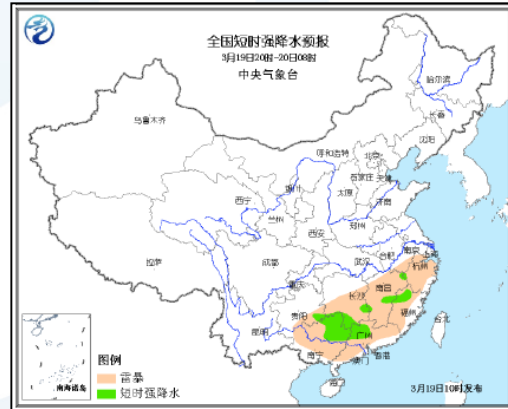 全国短时强降水预报
3月19日20时-20日08时
中央气象台
哈尔滨
长春
乌鲁木齐
沈阳
呼和浩特
北京
天津
石家庄
银川
太原
济南
西宁
兰州
郑州
西安
南京
合肥
上海
拉萨
成都
武汉
杭州
重庆
南昌
长沙
贵阳
福州
昆明
台北
广州
南宁
澳门
香港
海口
图例
雷暴
短时强降水
南海诸岛
3月19日10时发布